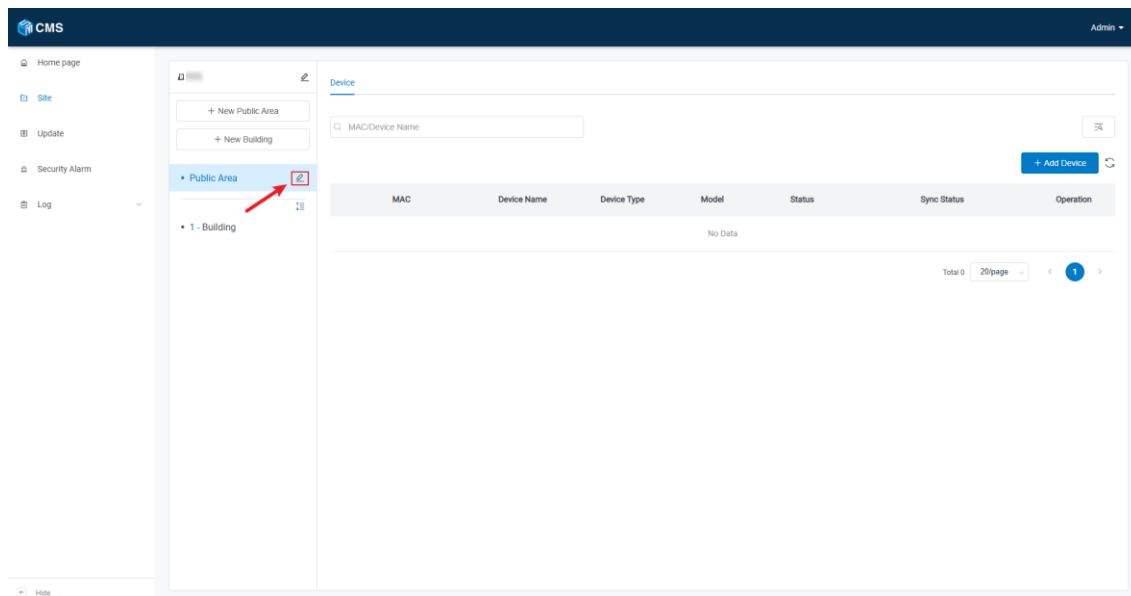 CMS
Admin
Home page
Site
Update
Security Alarm
Log
Hide
+ New Public Area
+ New Building
• Public Area
• 1 - Building
Device
MAC/Device Name
+ Add Device
MAC Device Name Device Type Model Status Sync Status Operation
No Data
Total 0 20/page < 1 >